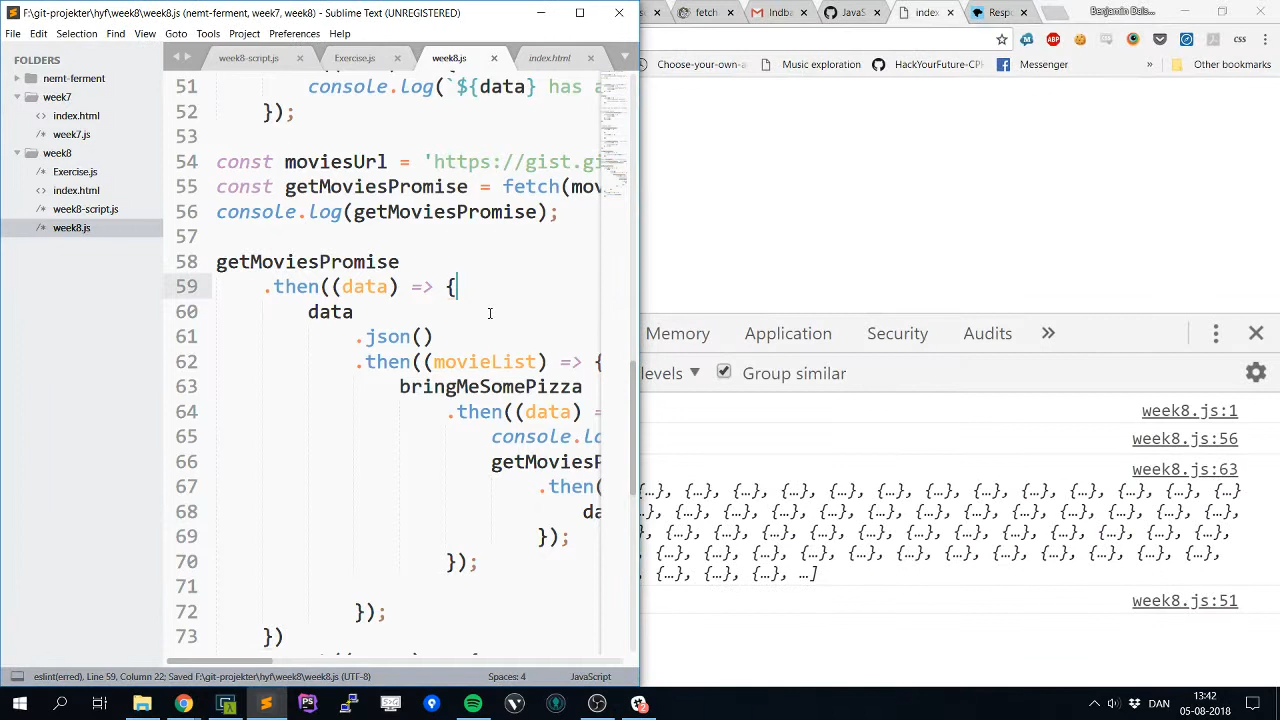 F:\git-projekter\hyf\week8\week8.js (nemt-ferment, week7, week8) - Sublime Text (UNREGISTERED)
File Edit Selection Find View Goto Tools Project Preferences Help
FOLDERS
nemt-ferment
week7
week7.js
week8
index.html
week8-script.js
week8.js
week8-script.js Exercise.js week8.js index.html
51 console.log(`${data} has a
52 });
53
54 const moviesUrl = 'https://gist.gi
55 const getMoviesPromise = fetch(mov
56 console.log(getMoviesPromise);
57
58 getMoviesPromise
59 .then((data) => {
60 data
61 .json()
62 .then((movieList) => {
63 bringMeSomePizza
64 .then((data) =
65 console.lo
66 getMoviesP
67 .then(
68 da
69 });
70 });
71
72 });
73 })
eslint(erred), Line 59, Column 22; Saved F:\git-projekter\hyf\week8\week8.js (UTF-8) Spaces: 4 JavaScript
Index JavaS index Resp
ABP CSS
Choose-your-own-e Music exploration HackYourFuture-CPH Messenger » Other bookmarks
Memory Application Security Audits »
levels ▼ Group similar
week8.js:1
week8.js:56
week8.js:63
{…}, {…}, {…}, {…}, {…}, {…}, {…}, {…}, {…}, {…}, {…}, {…}
{…}, {…}, {…}, …]
week8.js:51
13:42
DAN
05-08-2018